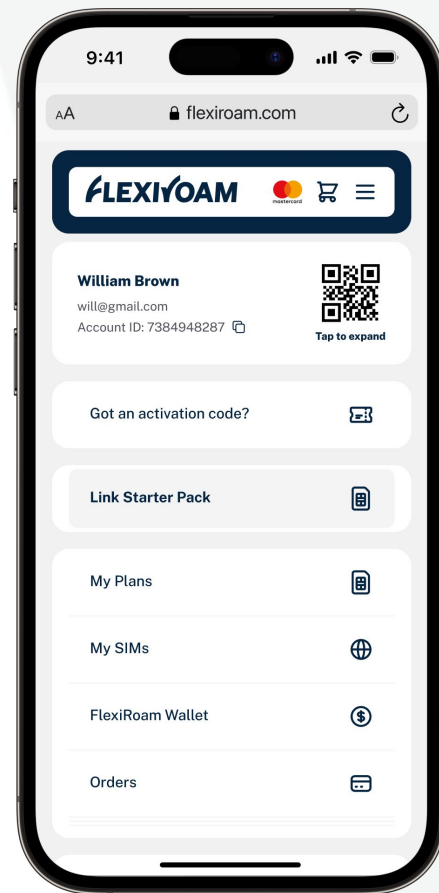 9:41
AA
flexiroam.com
FLEXIROAM
mastercard
William Brown
will@gmail.com
Account ID: 7384948287
Tap to expand
Got an activation code?
Link Starter Pack
My Plans
My SIMs
FlexiRoam Wallet
Orders